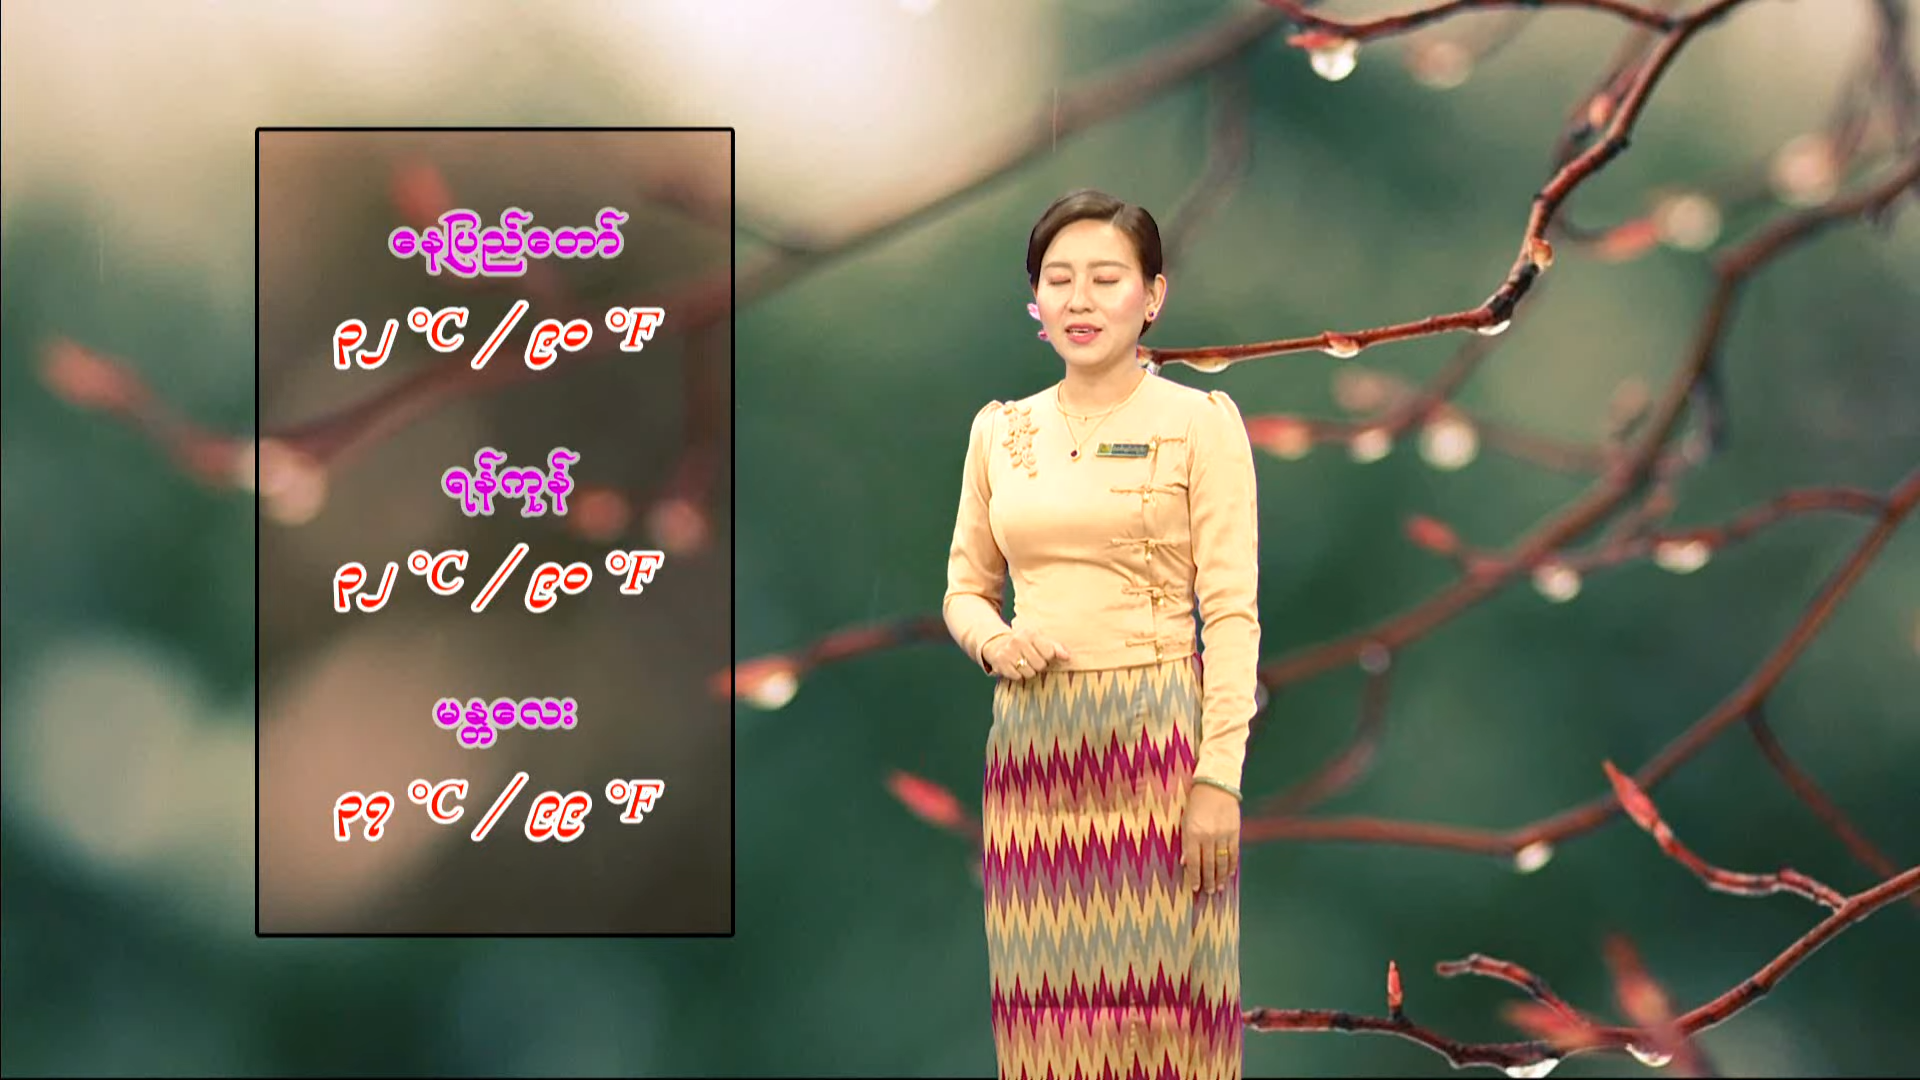 နေပြည်တော်
၃၂ °C / ၉၀ °F
ရန်ကုန်
၃၂ °C / ၉၀ °F
မန္တလေး
၃၇ °C / ၉၉ °F